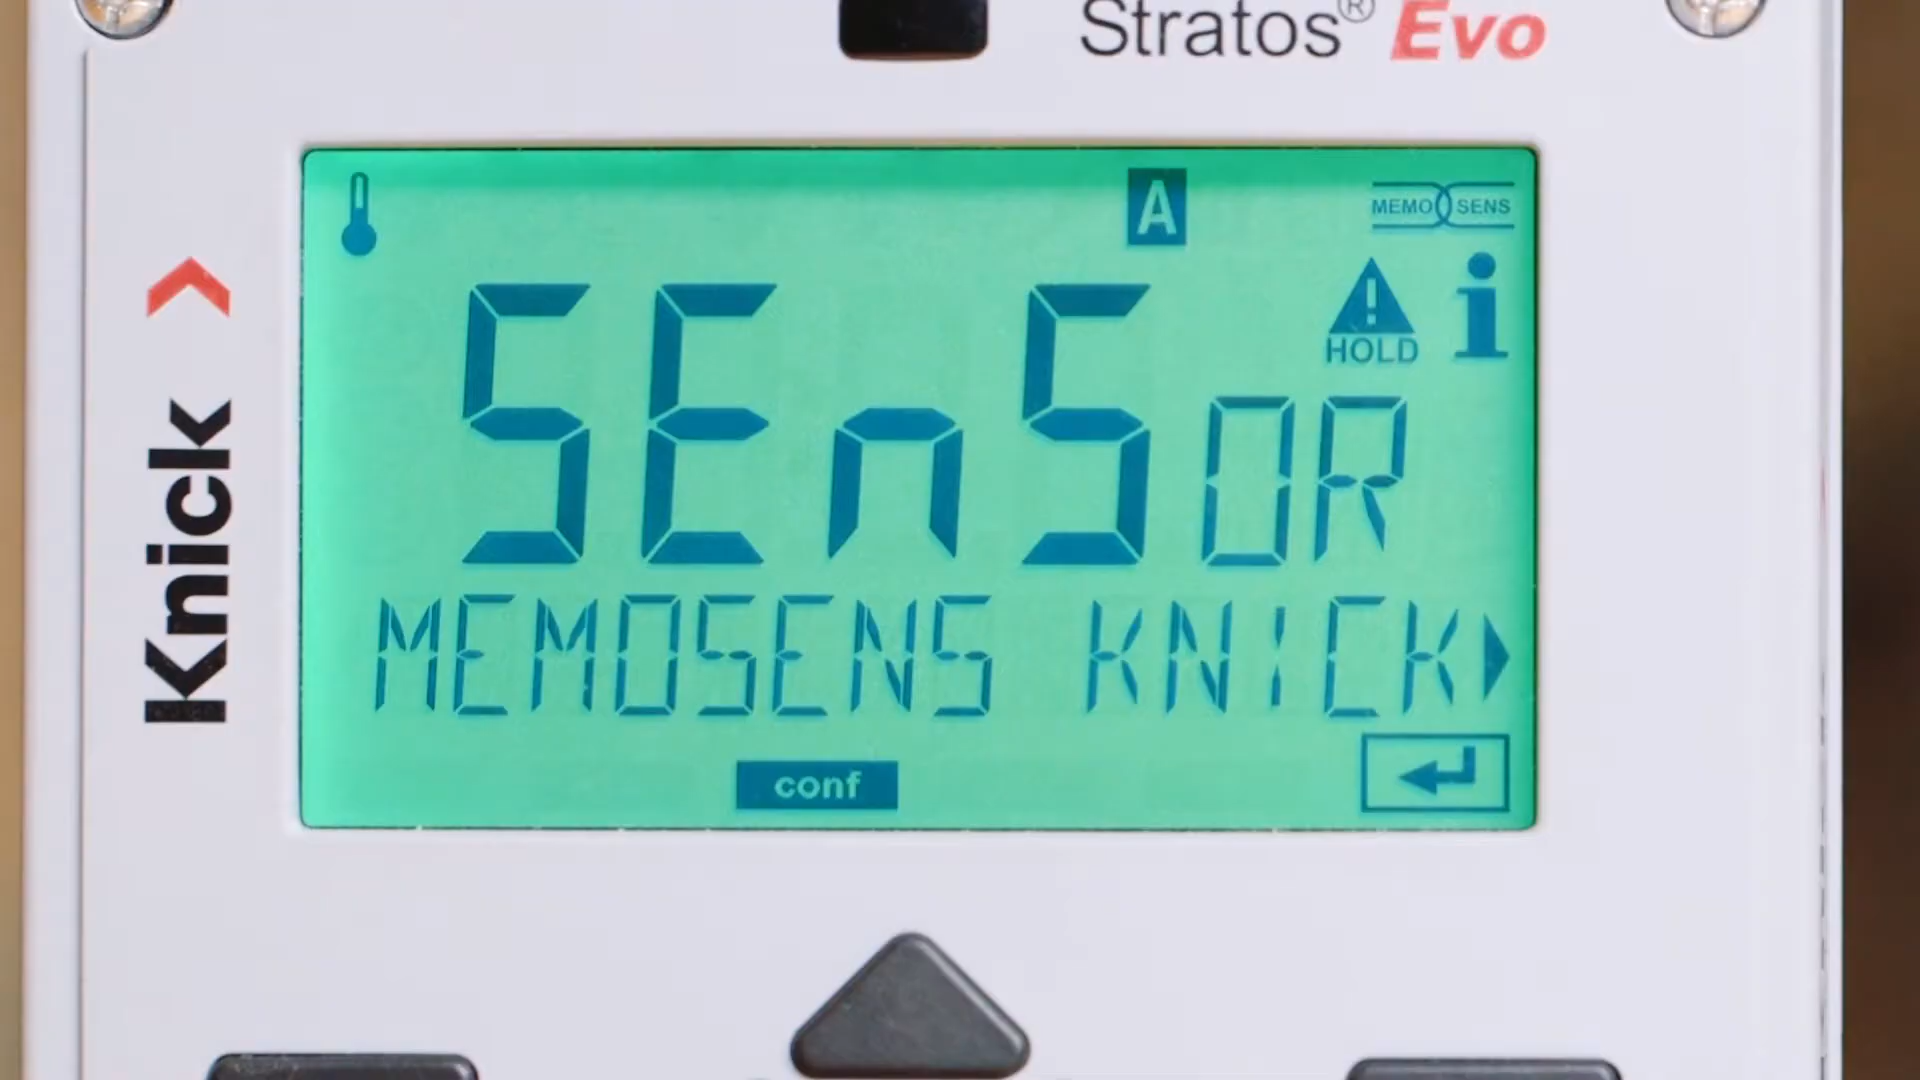 Stratos® Evo
A
MEMO SENS
HOLD
SEnSOR
MEMOSENS KNICK
conf
Knick